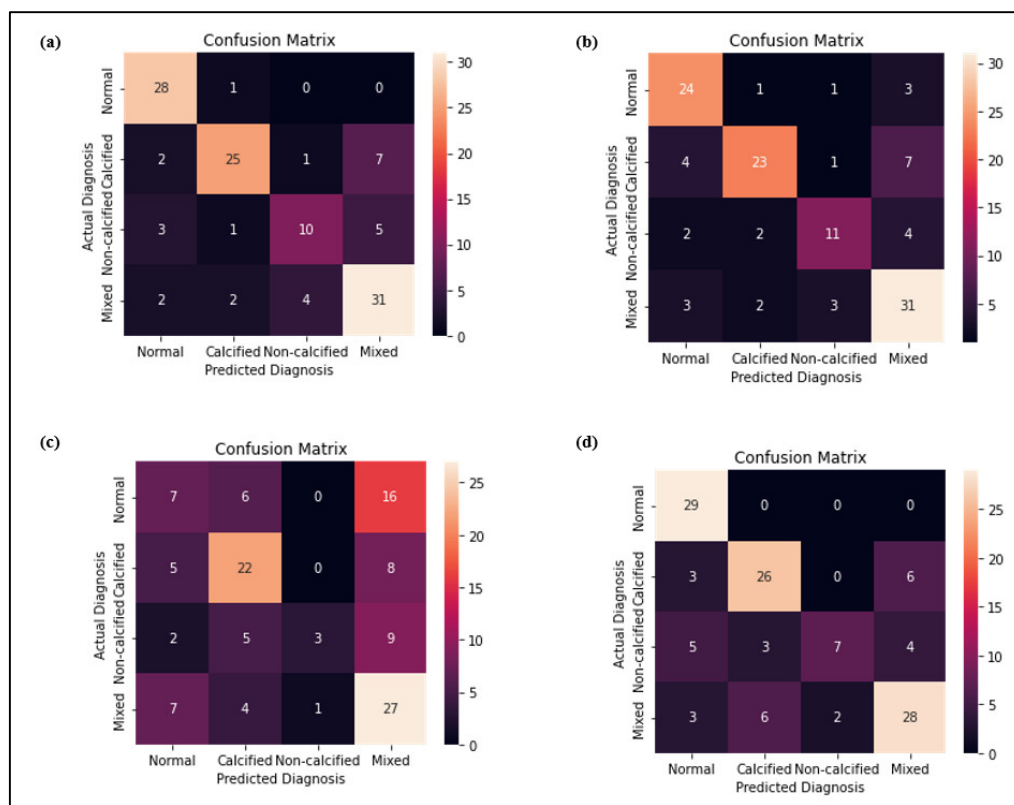 (a)
Confusion Matrix
Actual Diagnosis
Normal
Calcified
Non-calcified
Mixed
28 1 0 0
2 25 1 7
3 1 10 5
2 2 4 31
Normal Calcified Non-calcified Mixed
Predicted Diagnosis
30
25
20
15
10
5
0
(b)
Confusion Matrix
Actual Diagnosis
Normal
Calcified
Non-calcified
Mixed
24 1 1 3
4 23 1 7
2 2 11 4
3 2 3 31
Normal Calcified Non-calcified Mixed
Predicted Diagnosis
30
25
20
15
10
5
(c)
Confusion Matrix
Actual Diagnosis
Normal
Calcified
Non-calcified
Mixed
7 6 0 16
5 22 0 8
2 5 3 9
7 4 1 27
Normal Calcified Non-calcified Mixed
Predicted Diagnosis
25
20
15
10
5
0
(d)
Confusion Matrix
Actual Diagnosis
Normal
Calcified
Non-calcified
Mixed
29 0 0 0
3 26 0 6
5 3 7 4
3 6 2 28
Normal Calcified Non-calcified Mixed
Predicted Diagnosis
25
20
15
10
5
0